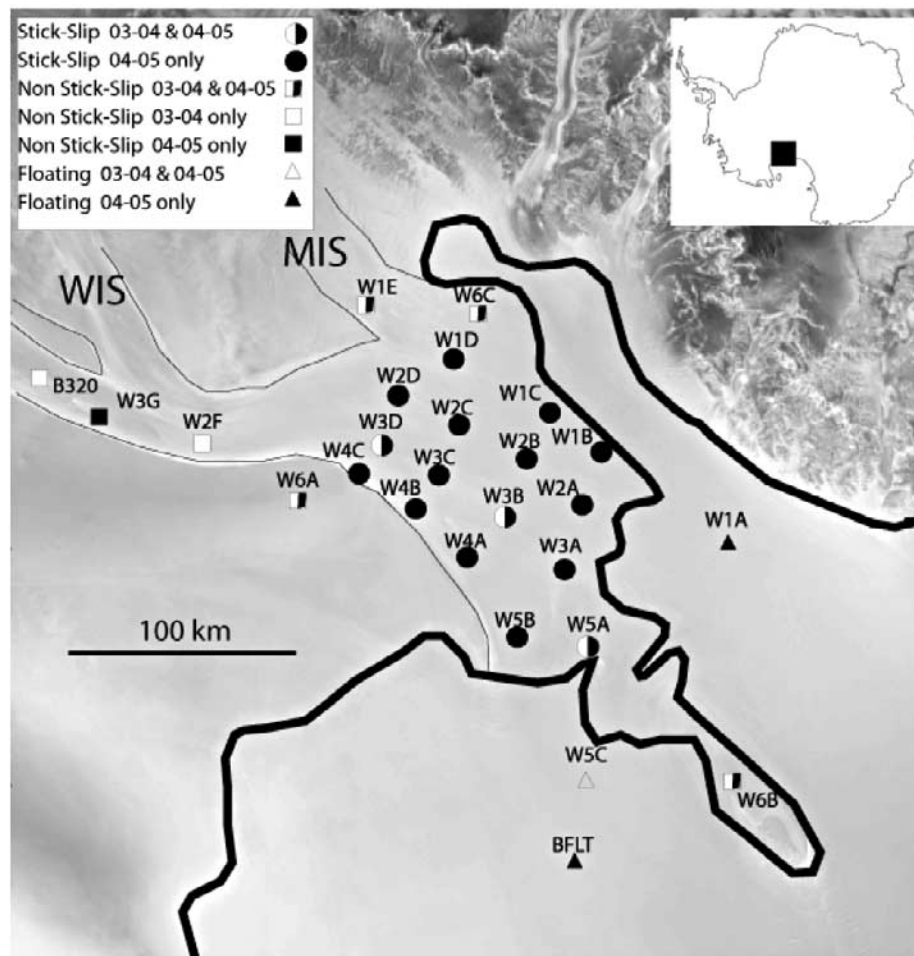 Stick-Slip 03-04 & 04-05
Stick-Slip 04-05 only
Non Stick-Slip 03-04 & 04-05
Non Stick-Slip 03-04 only
Non Stick-Slip 04-05 only
Floating 03-04 & 04-05
Floating 04-05 only
MIS
WIS
W1E
W6C
W1D
B320
W3G
W2D
W1C
W2F
W3D
W2C
W2B
W1B
W4C
W3C
W6A
W4B
W3B
W2A
W1A
W4A
W3A
100 km
W5B
W5A
W5C
W6B
BFLT